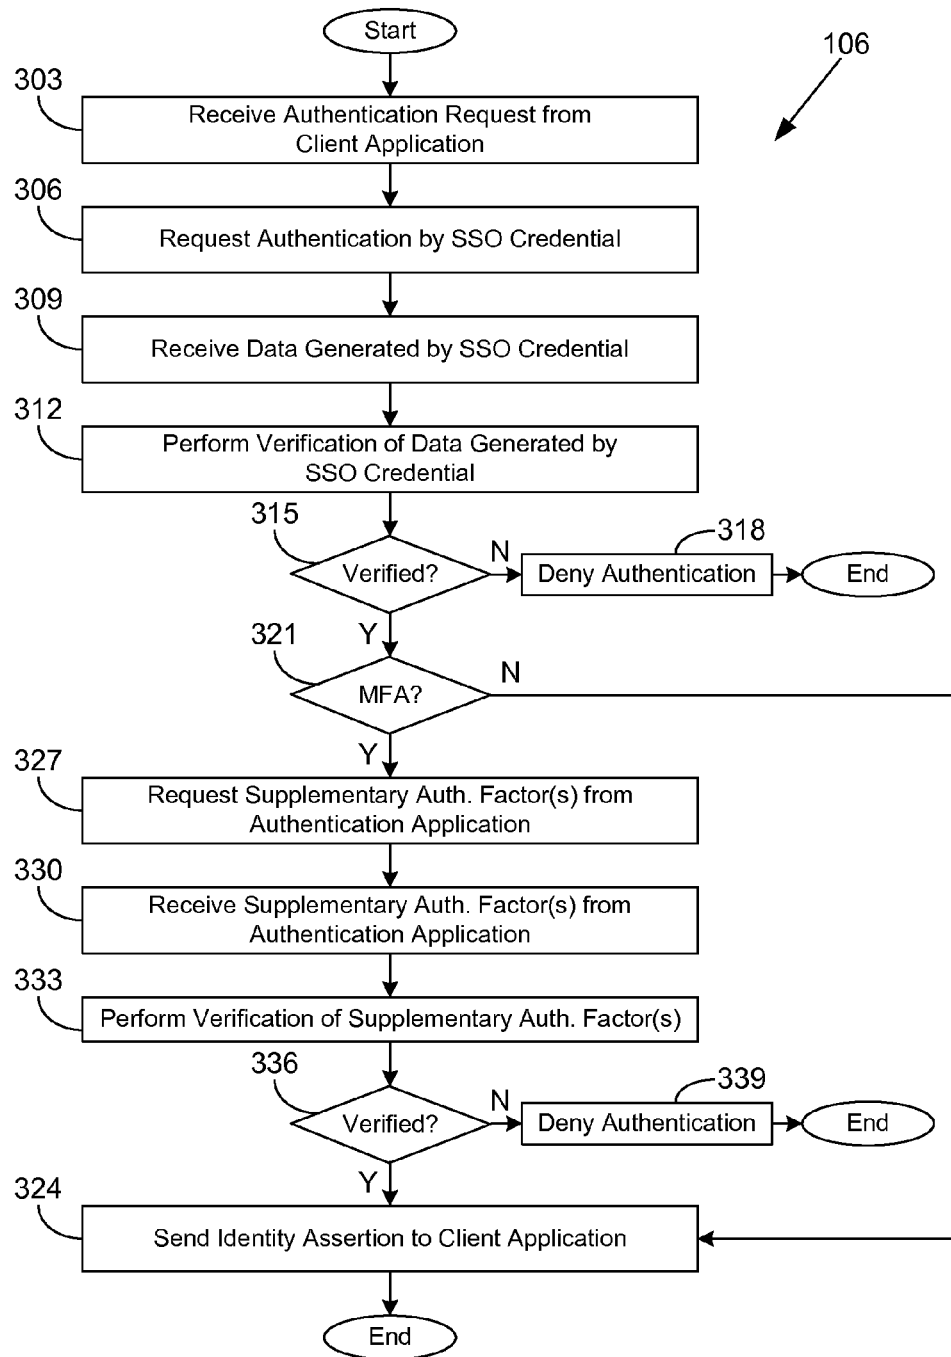 Start
106
303
Receive Authentication Request from
Client Application
306
Request Authentication by SSO Credential
309
Receive Data Generated by SSO Credential
312
Perform Verification of Data Generated by
SSO Credential
315
Verified?
N
318
Deny Authentication
End
Y
321
MFA?
N
Y
327
Request Supplementary Auth. Factor(s) from
Authentication Application
330
Receive Supplementary Auth. Factor(s) from
Authentication Application
333
Perform Verification of Supplementary Auth. Factor(s)
336
Verified?
N
339
Deny Authentication
End
Y
324
Send Identity Assertion to Client Application
End